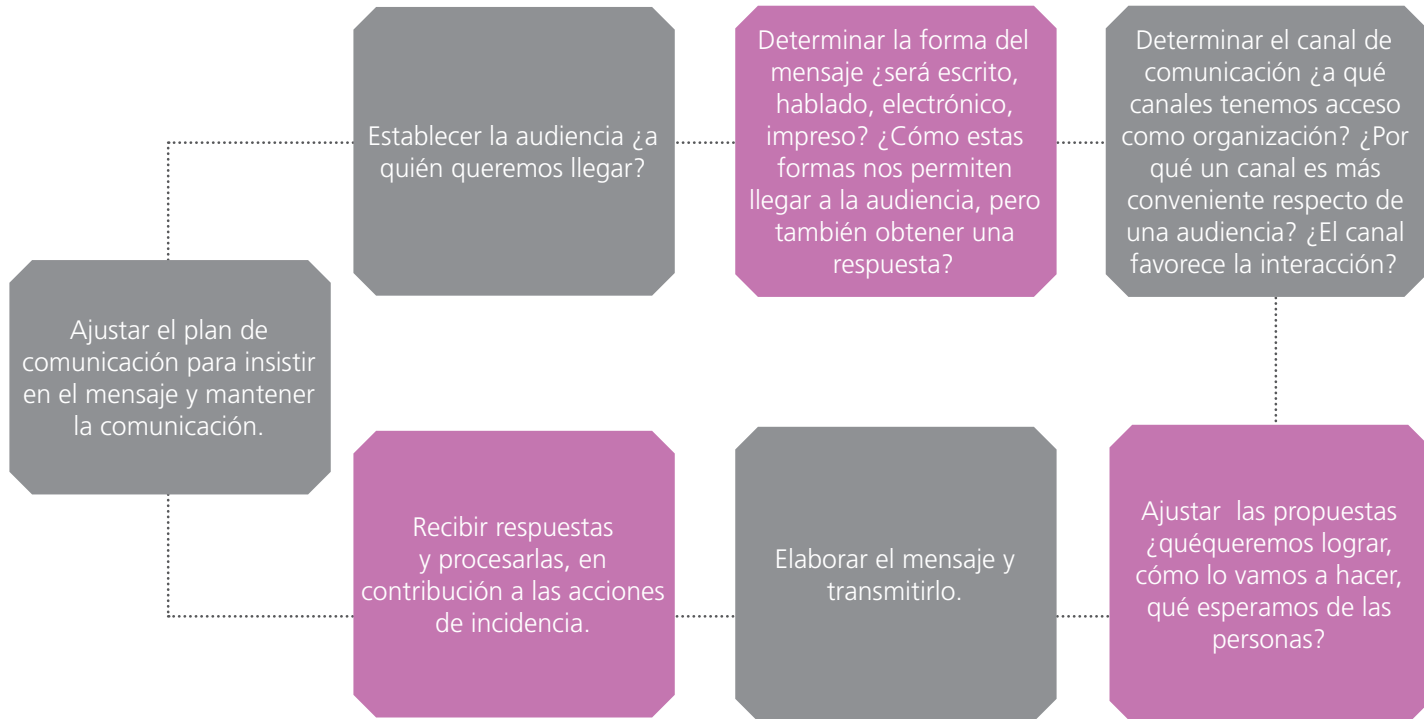 Establecer la audiencia ¿a
quién queremos llegar?
Determinar la forma del
mensaje ¿será escrito,
hablado, electrónico,
impreso? ¿Cómo estas
formas nos permiten
llegar a la audiencia, pero
también obtener una
respuesta?
Determinar el canal de
comunicación ¿a qué
canales tenemos acceso
como organización? ¿Por
qué un canal es más
conveniente respecto de
una audiencia? ¿El canal
favorece la interacción?
Ajustar las propuestas
¿quéqueremos lograr,
cómo lo vamos a hacer,
qué esperamos de las
personas?
Elaborar el mensaje y
transmitirlo.
Recibir respuestas
y procesarlas, en
contribución a las acciones
de incidencia.
Ajustar el plan de
comunicación para insistir
en el mensaje y mantener
la comunicación.